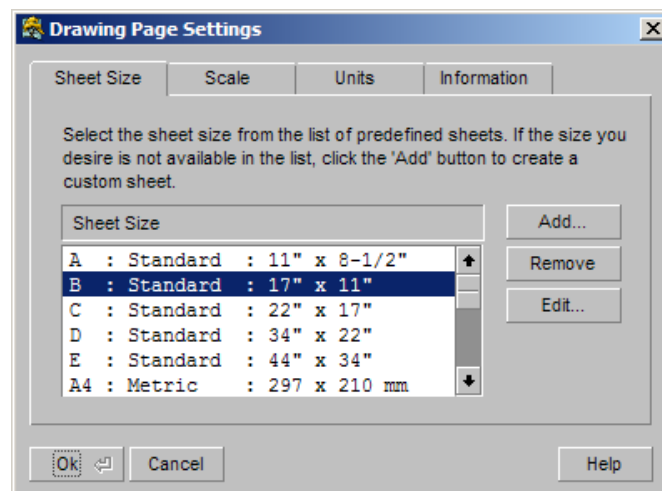 Drawing Page Settings
Sheet Size Scale Units Information
Select the sheet size from the list of predefined sheets. If the size you
desire is not available in the list, click the 'Add' button to create a
custom sheet.
Sheet Size
Add...
A : Standard : 11" x 8-1/2"
Remove
B : Standard : 17" x 11"
C : Standard : 22" x 17"
Edit...
D : Standard : 34" x 22"
E : Standard : 44" x 34"
A4 : Metric : 297 x 210 mm
Ok Cancel Help